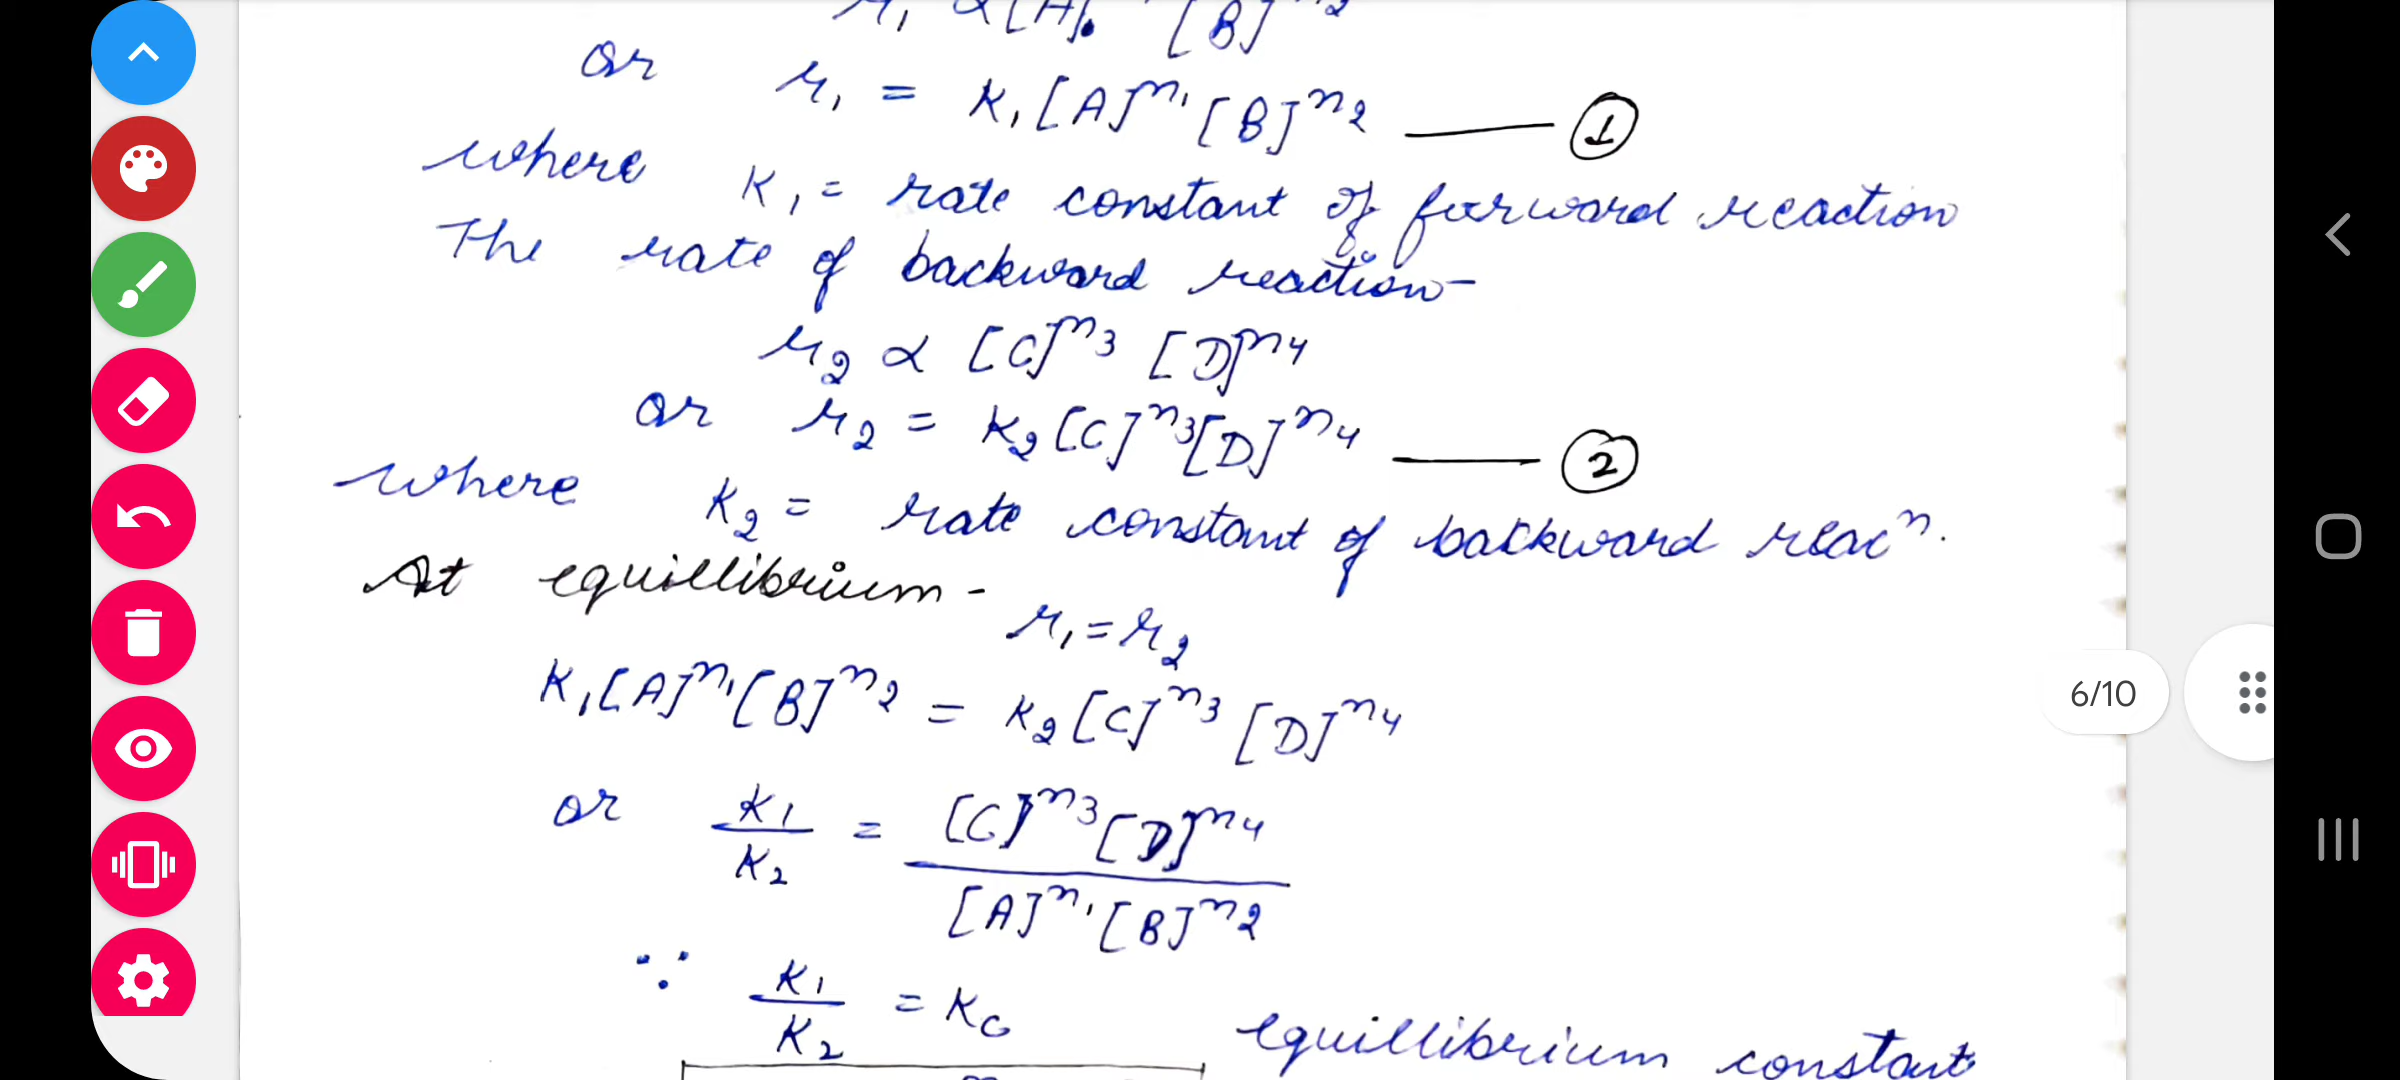 r₁ ∝ [A] [B]ⁿ²
or r₁ = K₁[A]ⁿ¹[B]ⁿ² —— ①
where K₁ = rate constant of forward reaction
The rate of backward reaction-
r₂ ∝ [C]ⁿ³ [D]ⁿ⁴
or r₂ = K₂[C]ⁿ³[D]ⁿ⁴ —— ②
where K₂ = rate constant of backward reacⁿ.
At equillibrium -
r₁ = r₂
K₁[A]ⁿ¹[B]ⁿ² = K₂[C]ⁿ³[D]ⁿ⁴
or K₁/K₂ = [C]ⁿ³[D]ⁿ⁴/[A]ⁿ¹[B]ⁿ²
6/10
∵ K₁/K₂ = Kc equillibrium constant